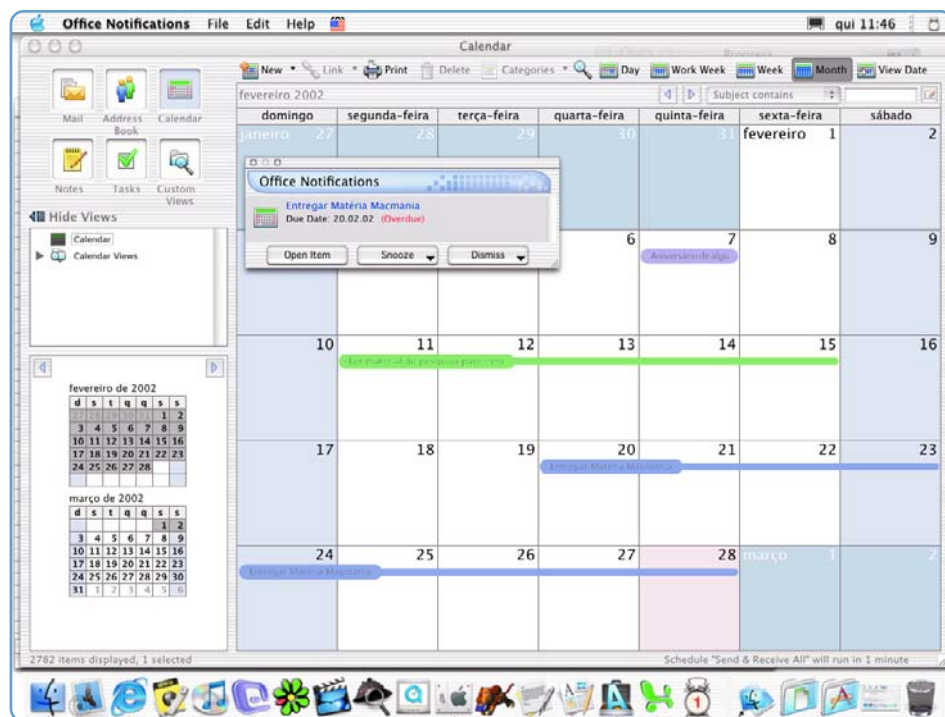 Office Notifications File Edit Help qui 11:46
Calendar
New Link Print Delete Categories Day Work Week Week Month View Date
fevereiro 2002 Subject contains
domingo segunda-feira terça-feira quarta-feira quinta-feira sexta-feira sábado
janeiro 27 28 29 30 31 fevereiro 1 2
Mail Address Book Calendar
Notes Tasks Custom Views
Hide Views
Calendar
Calendar Views
Office Notifications
Entregar Matéria Macmania
Due Date: 20.02.02 (Overdue)
Open Item Snooze Dismiss
6 7 8 9
Aniversário de
10 11 12 13 14 15 16
17 18 19 20 21 22 23
Entregar Matéria Macmania
24 25 26 27 28 março 1 2
Entregar Matéria Macmania
fevereiro de 2002
d s t q q s s
27 28 29 30 31 1 2
3 4 5 6 7 8 9
10 11 12 13 14 15 16
17 18 19 20 21 22 23
24 25 26 27 28
março de 2002
d s t q q s s
1 2
3 4 5 6 7 8 9
10 11 12 13 14 15 16
17 18 19 20 21 22 23
24 25 26 27 28 29 30
31 1 2 3 4 5 6
2782 items displayed, 1 selected
Schedule "Send & Receive All" will run in 1 minute
1